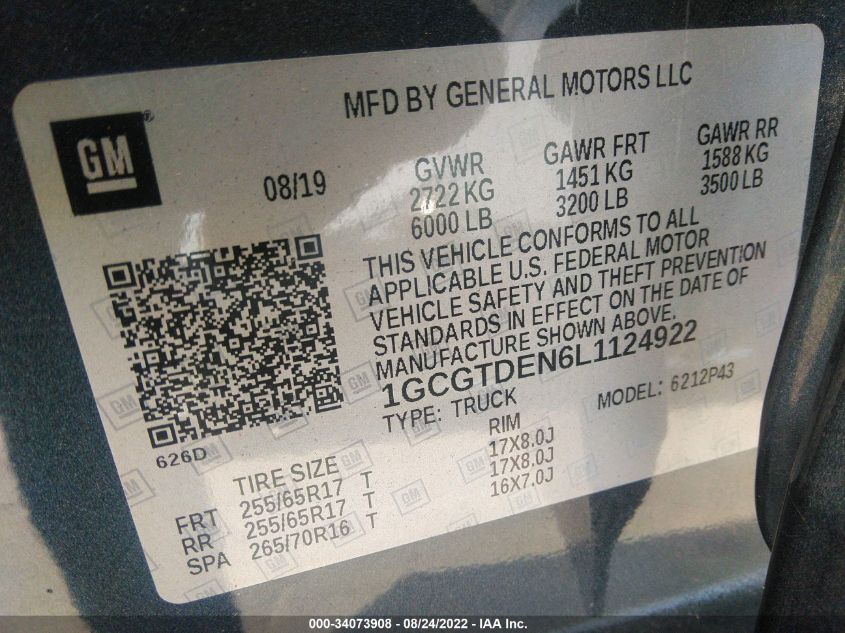 MFD BY GENERAL MOTORS LLC
GM
08/19
GVWR
2722 KG
6000 LB
GAWR FRT
1451 KG
3200 LB
GAWR RR
1588 KG
3500 LB
THIS VEHICLE CONFORMS TO ALL
APPLICABLE U.S. FEDERAL MOTOR
VEHICLE SAFETY AND THEFT PREVENTION
STANDARDS IN EFFECT ON THE DATE OF
MANUFACTURE SHOWN ABOVE.
1GCGTDEN6L1124922
TYPE: TRUCK
MODEL: 6212P43
626D
TIRE SIZE
RIM
FRT 255/65R17 T 17X8.0J
RR 255/65R17 T 17X8.0J
SPA 265/70R16 T 16X7.0J
000-34073908 - 08/24/2022 - IAA Inc.